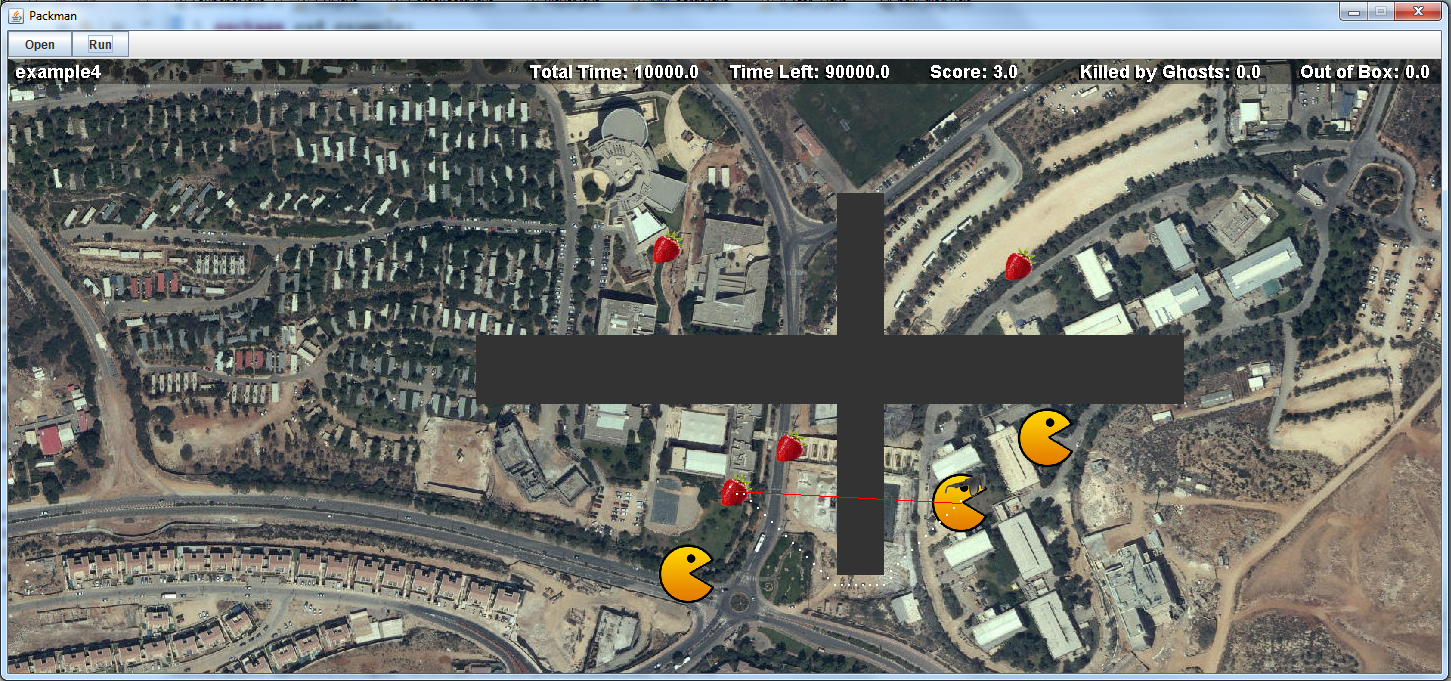 Packman
Open Run
example4 Total Time: 10000.0 Time Left: 90000.0 Score: 3.0 Killed by Ghosts: 0.0 Out of Box: 0.0